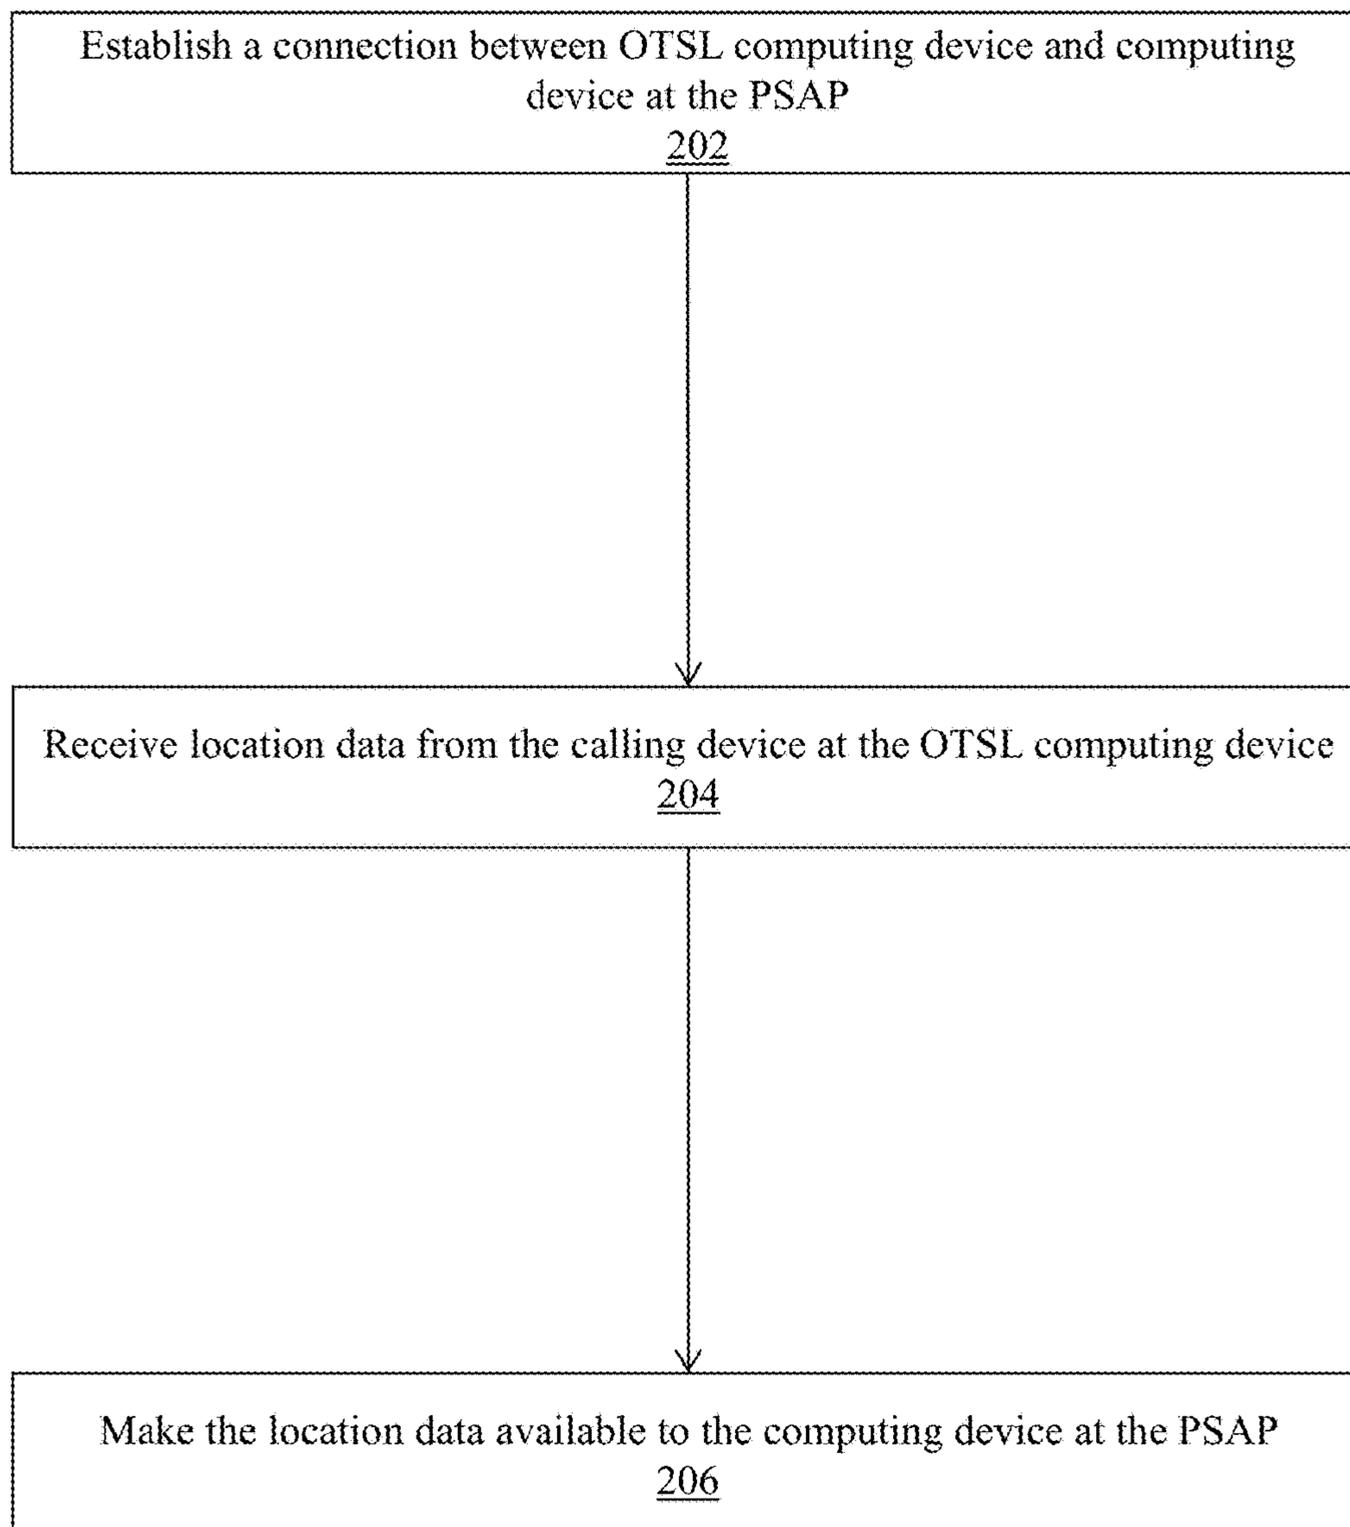 Establish a connection between OTSL computing device and computing
device at the PSAP
202
Receive location data from the calling device at the OTSL computing device
204
Make the location data available to the computing device at the PSAP
206